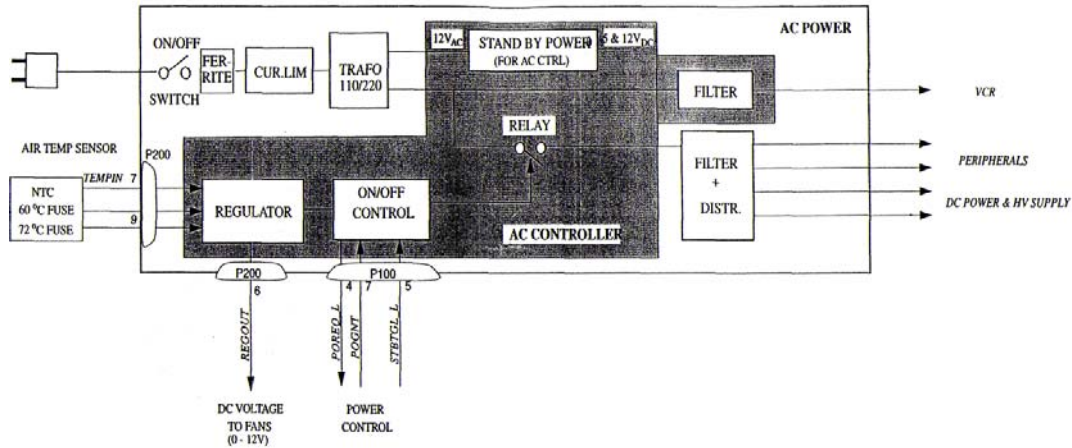 AC POWER
12VAC
STAND BY POWER
(FOR AC CTRL)
5 & 12VDC
ON/OFF
SWITCH
FER-
RITE
CUR.LIM
TRAFO
110/220
FILTER
VCR
RELAY
AIR TEMP SENSOR
P200
TEMPIN 7
NTC
60 °C FUSE
72 °C FUSE
9
REGULATOR
ON/OFF
CONTROL
AC CONTROLLER
FILTER
+
DISTR.
PERIPHERALS
DC POWER & HV SUPPLY
P200
P100
6
4
7
5
REGOUT
POREQ_L
POGNT
STBTGL_L
DC VOLTAGE
TO FANS
(0 - 12V)
POWER
CONTROL